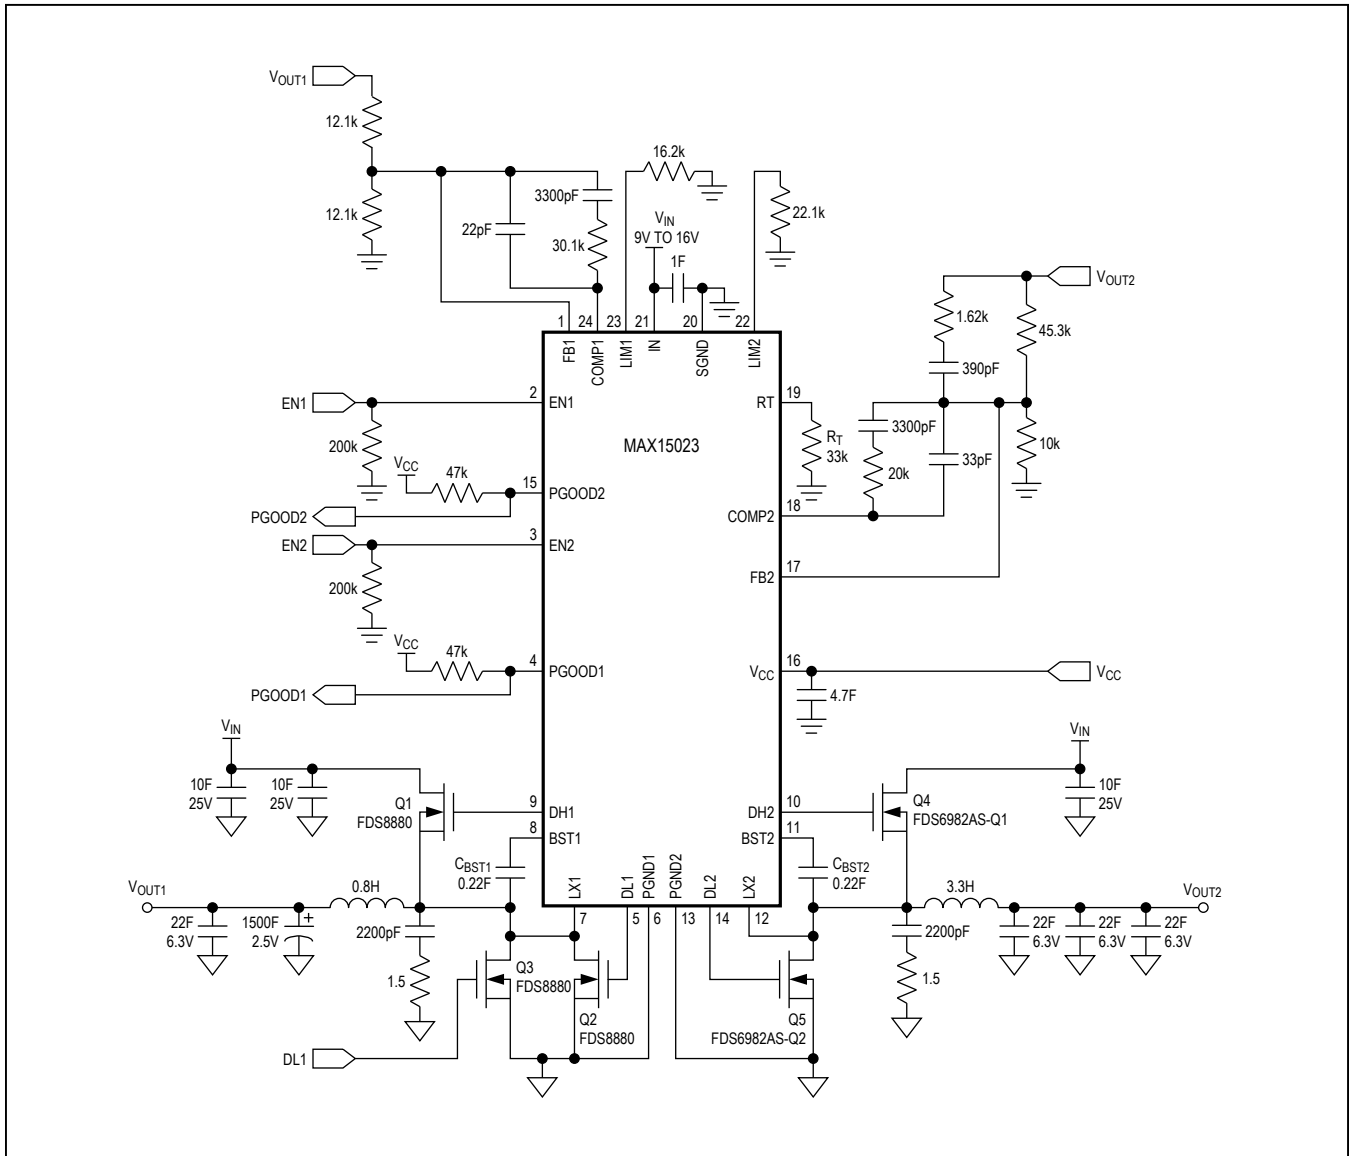 VOUT1
12.1k
12.1k
22pF
3300pF
30.1k
16.2k
VIN
9V TO 16V
1F
22.1k
VOUT2
1.62k
45.3k
390pF
3300pF
20k
33pF
10k
1
24
23
21
20
22
FB1
COMP1
LIM1
IN
SGND
LIM2
MAX15023
EN1
2
EN1
200k
VCC
47k
15
PGOOD2
PGOOD2
EN2
3
EN2
200k
VCC
47k
4
PGOOD1
PGOOD1
19
RT
RT
33k
18
COMP2
17
FB2
16
VCC
VCC
4.7F
VIN
10F
25V
10F
25V
Q1
FDS8880
9
DH1
8
BST1
CBST1
0.22F
10
DH2
11
BST2
CBST2
0.22F
VIN
10F
25V
Q4
FDS6982AS-Q1
LX1
DL1
PGND1
PGND2
DL2
LX2
7
5
6
13
14
12
VOUT1
22F
6.3V
1500F
+
2.5V
0.8H
2200pF
1.5
Q3
FDS8880
Q2
FDS8880
DL1
Q5
FDS6982AS-Q2
3.3H
2200pF
1.5
22F
6.3V
22F
6.3V
22F
6.3V
VOUT2